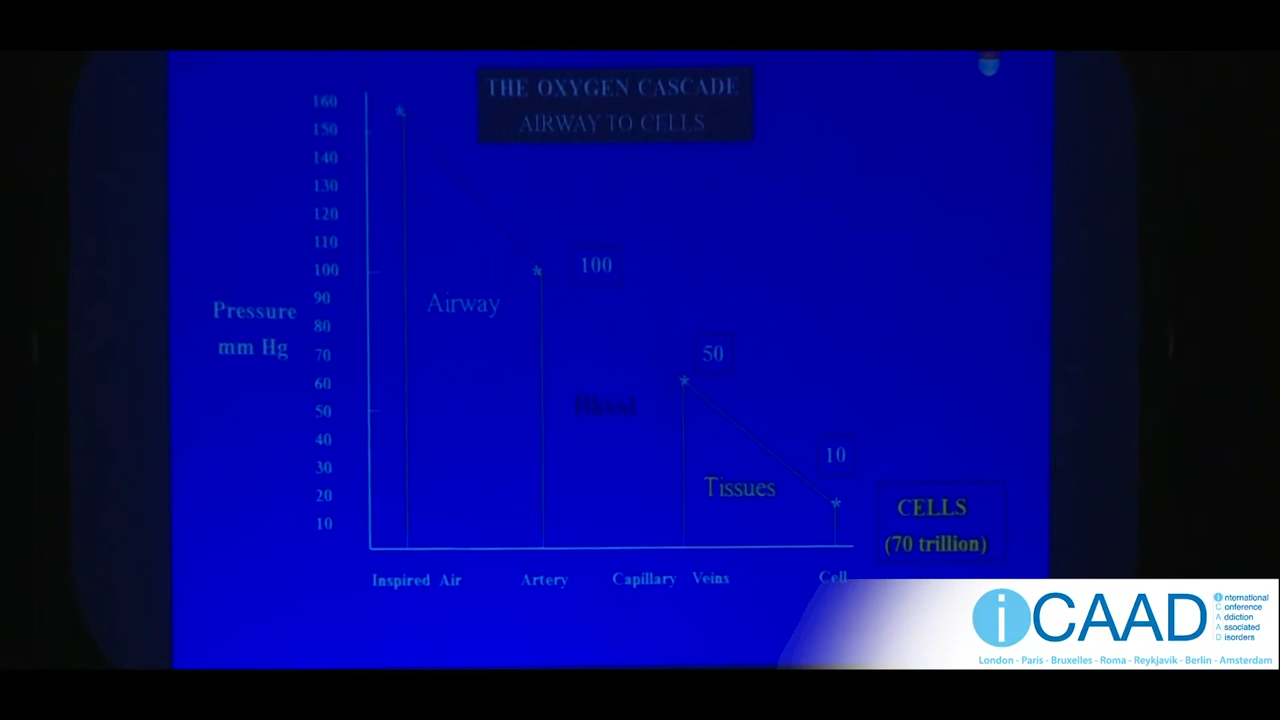 THE OXYGEN CASCADE
AIRWAY TO CELLS
160
150
140
130
120
110
100
90
80
70
60
50
40
30
20
10
Pressure
mm Hg
100
Airway
50
Blood
10
Tissues
CELLS
(70 trillion)
Inspired Air
Artery
Capillary Veins
Cell
iCAAD
international
Conference
Addiction
Associated
Disorders
London - Paris - Bruxelles - Roma - Reykjavik - Berlin - Amsterdam